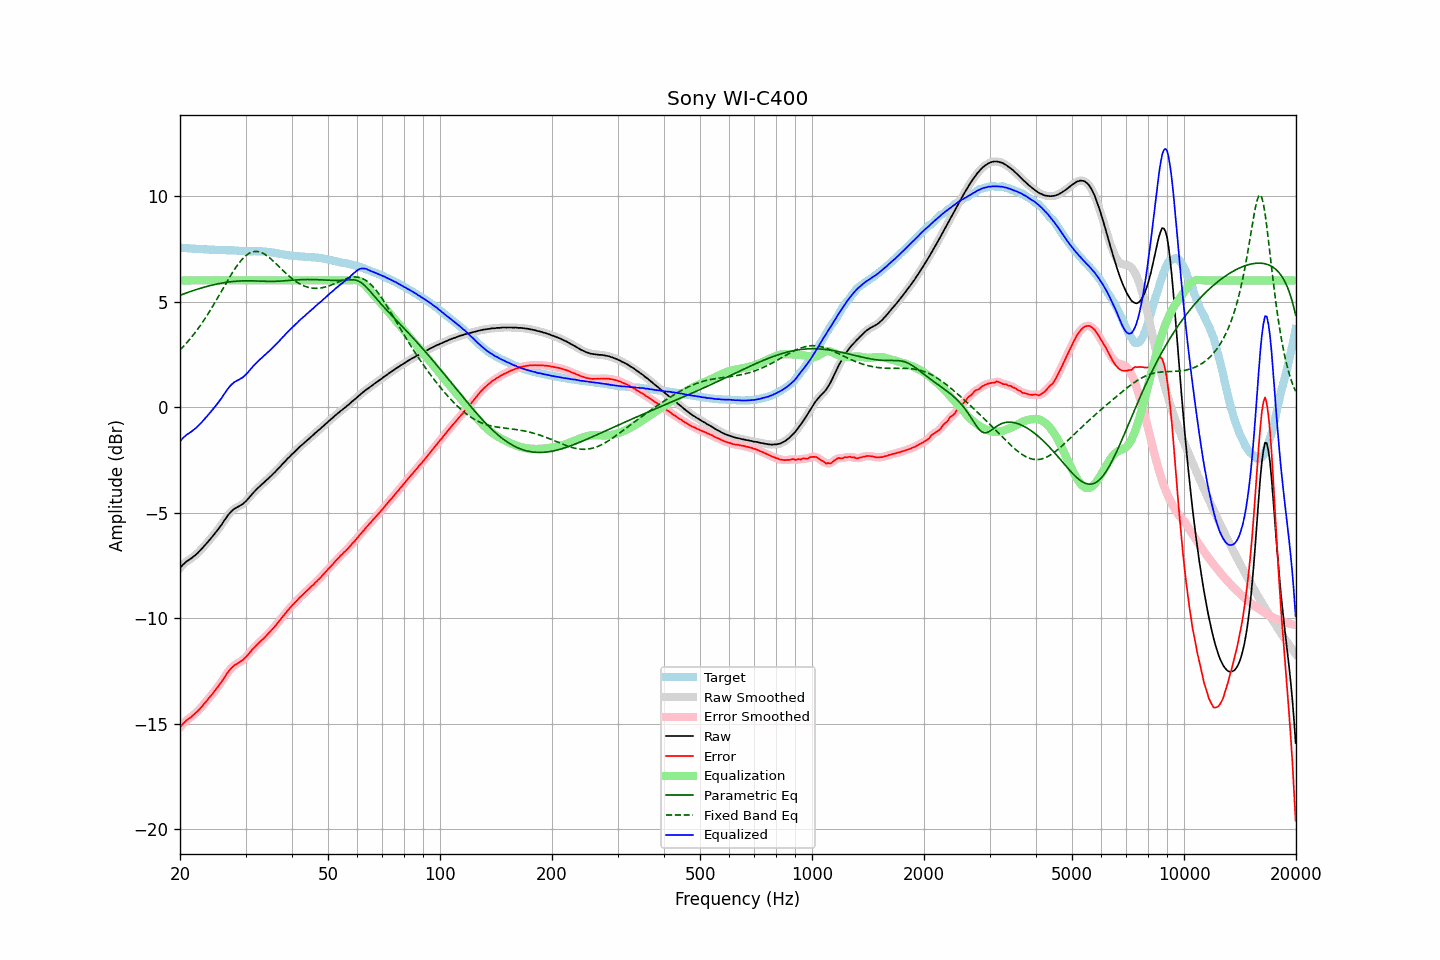 Sony WI-C400
Amplitude (dBr)
10
5
0
−5
−10
−15
−20
20
50
100
200
500
1000
2000
5000
10000
20000
Frequency (Hz)
Target
Raw Smoothed
Error Smoothed
Raw
Error
Equalization
Parametric Eq
Fixed Band Eq
Equalized